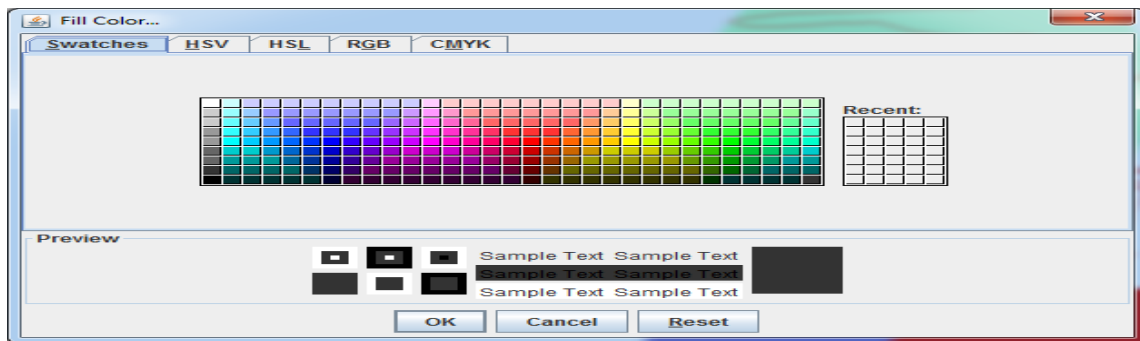 Fill Color...
Swatches HSV HSL RGB CMYK
Recent:
Preview
Sample Text Sample Text
Sample Text Sample Text
Sample Text Sample Text
OK Cancel Reset